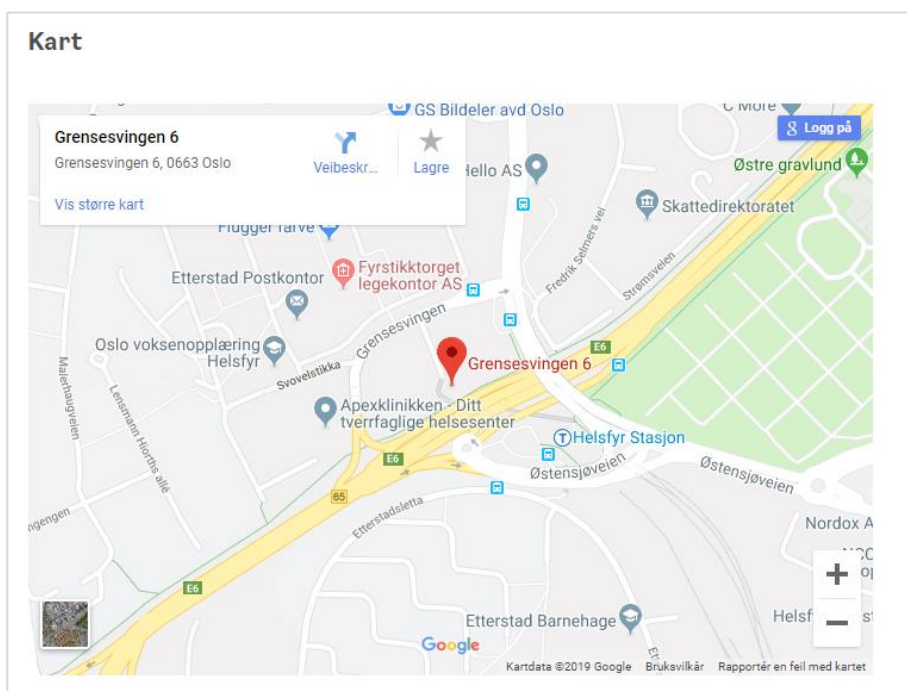 Kart
GS Bildeler avd Oslo
C More
Grensesvingen 6
Grensesvingen 6, 0663 Oslo
Veibeskr...
Lagre
Vis større kart
Logg på
Hello AS
Østre gravlund
Skattedirektoratet
Flügger farve
Etterstad Postkontor
Fyrstikktorget
legekontor AS
Fredrik Selmers vei
Strømsveien
Grensesvingen
Oslo voksenopplæring
Helsfyr
Svovelstikka
Malerhaugveien
Lensmann Hiorths allé
Grensesvingen 6
E6
Apexklinikken - Ditt
tverrfaglige helsesenter
Helsfyr Stasjon
E6
Østensjøveien
Østensjøveien
65
Etterstadsletta
Nordox A
E6
Etterstad Barnehage
Helsf
Google
Kartdata ©2019 Google
Bruksvilkår
Rapportér en feil med kartet